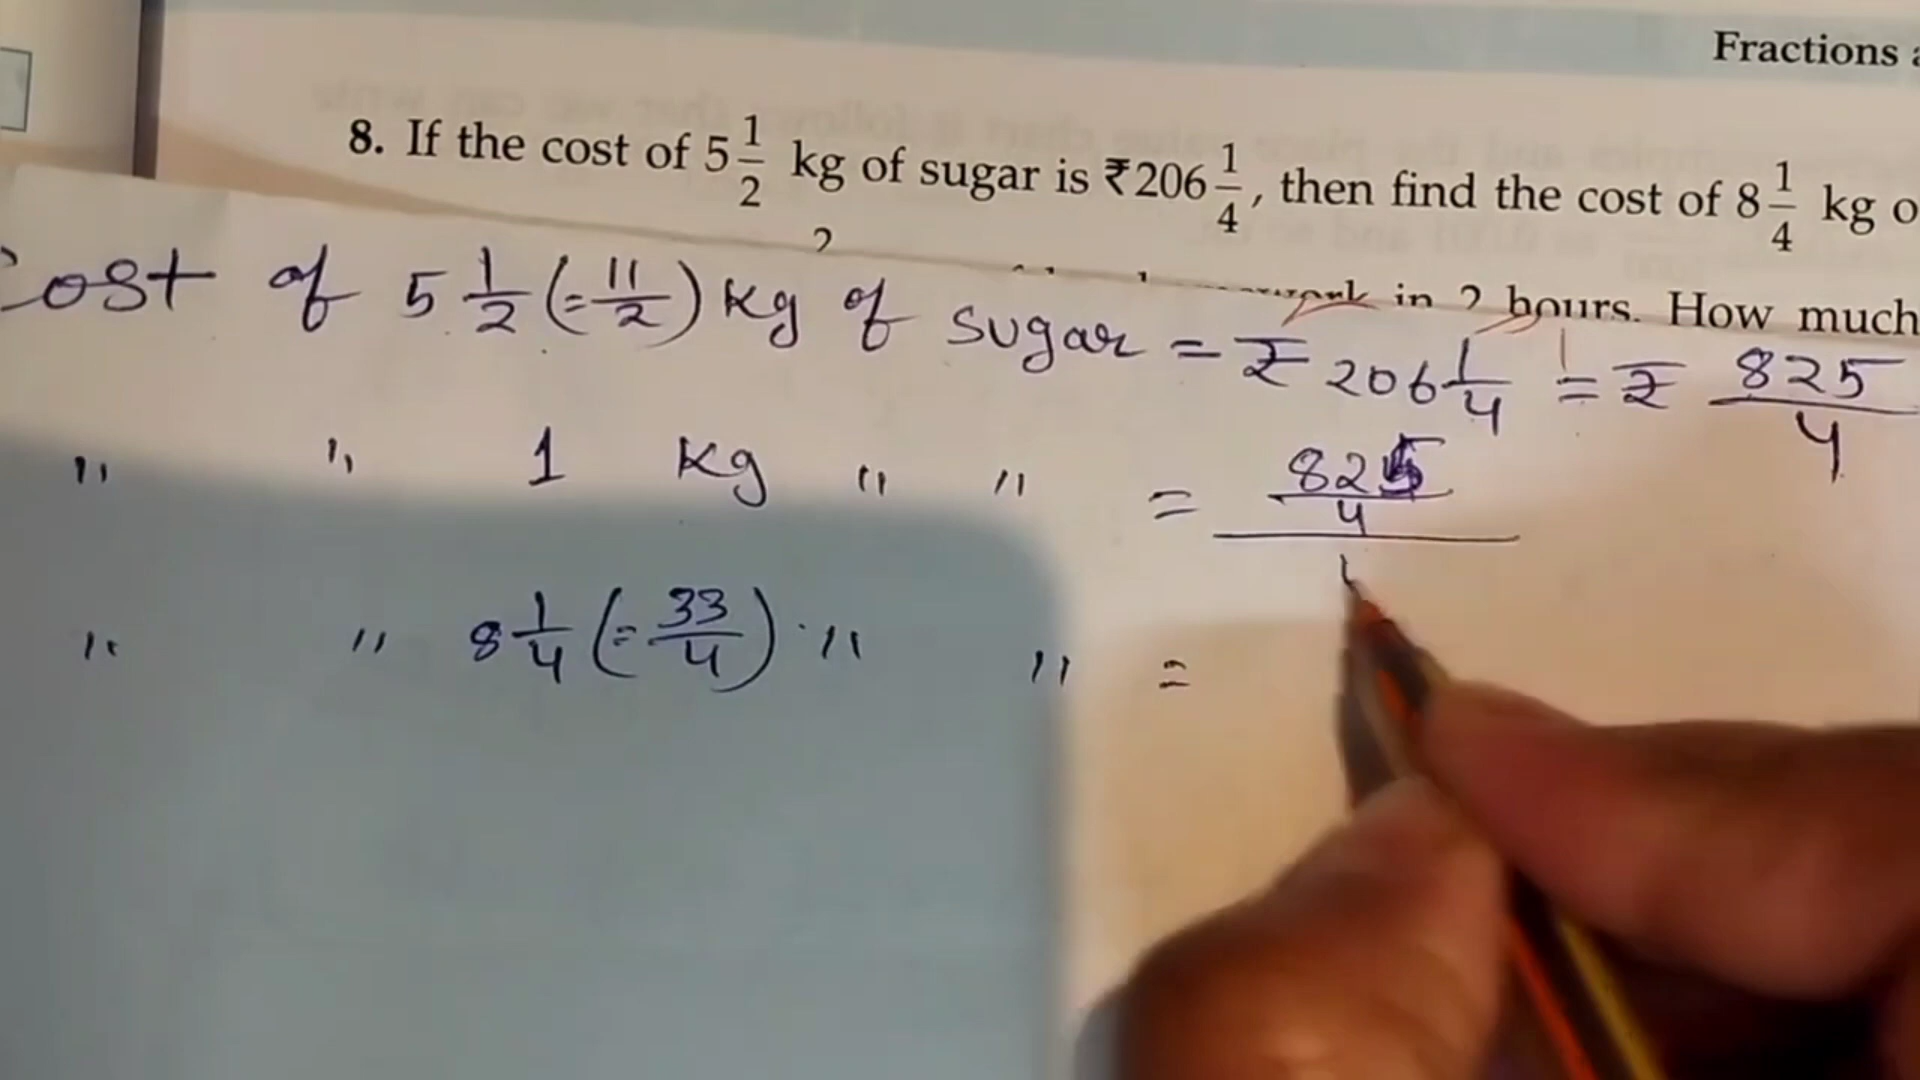 Fractions
8. If the cost of 5 1/2 kg of sugar is ₹206 1/4, then find the cost of 8 1/4 kg o
2
work in 2 hours. How much
Cost of 5 1/2 (= 11/2) kg of sugar = ₹ 206 1/4 = ₹ 825/4
" " 1 kg " " = 825/4
" " 8 1/4 (= 33/4) " " =